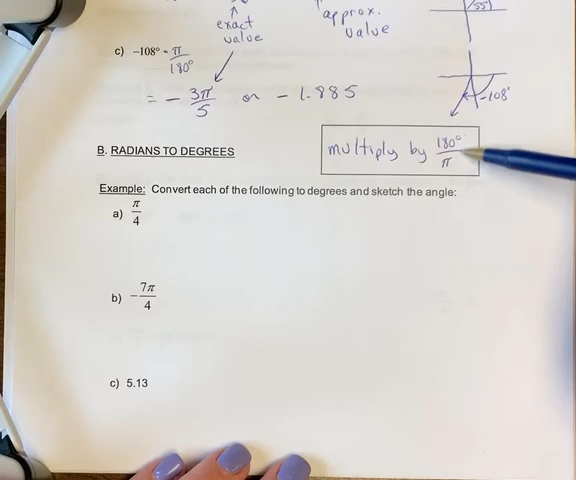 exact
value
approx.
value
55
c) -108° · π/180°
= - 3π/5 or - 1.885
-108°
B. RADIANS TO DEGREES
multiply by 180°/π
Example: Convert each of the following to degrees and sketch the angle:
a) π/4
b) -7π/4
c) 5.13